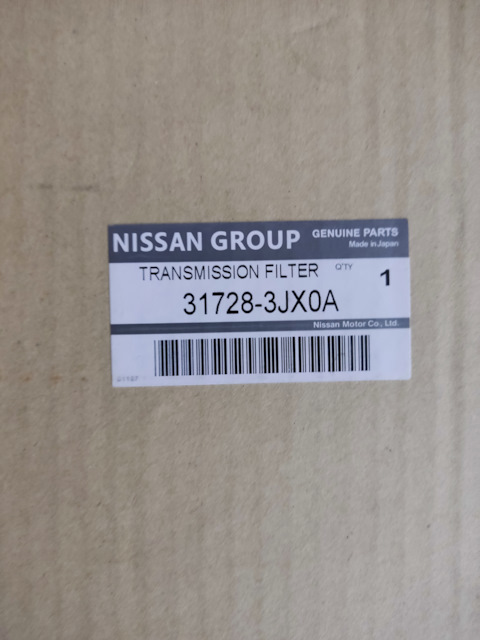 NISSAN GROUP GENUINE PARTS
Made in Japan
TRANSMISSION FILTER Q'TY 1
31728-3JX0A
Nissan Motor Co., Ltd.